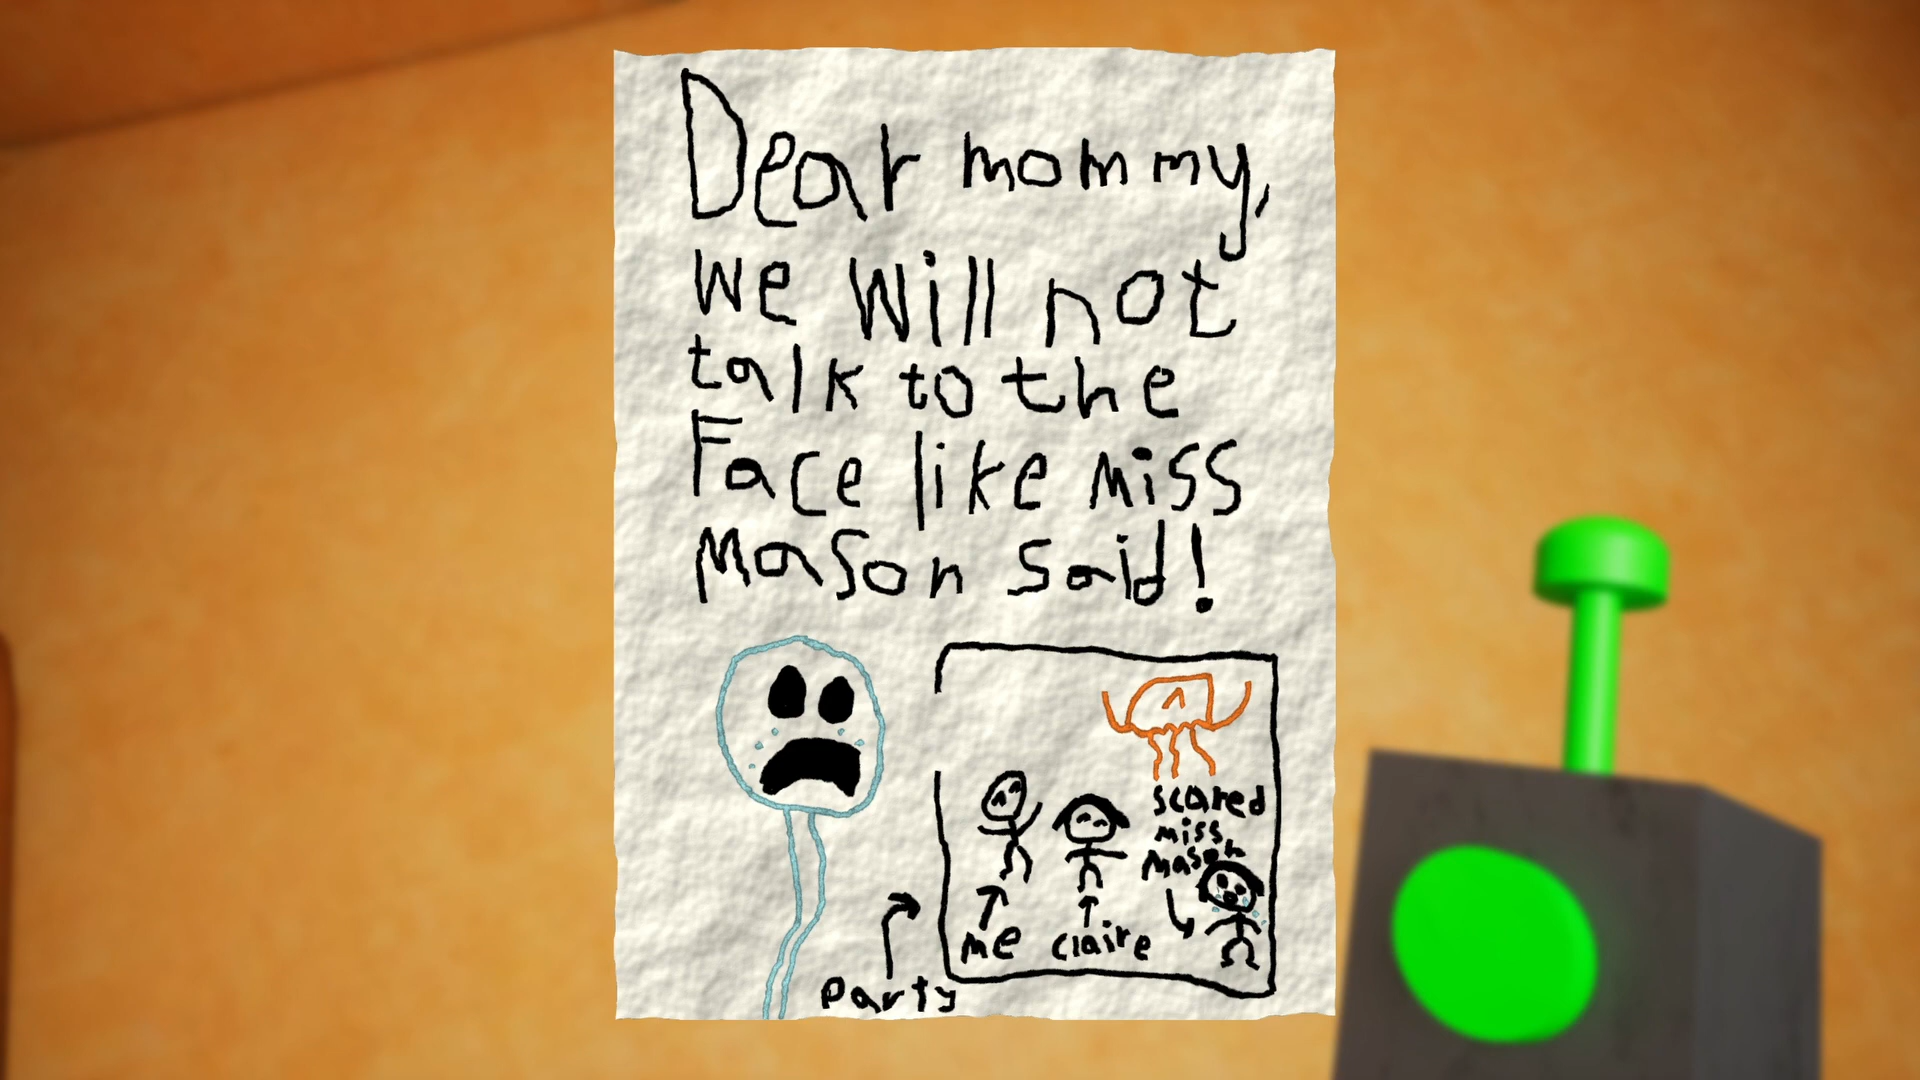 Dear mommy,
we will not
talk to the
Face like miss
mason said!
scared
miss
mason
me
claire
party